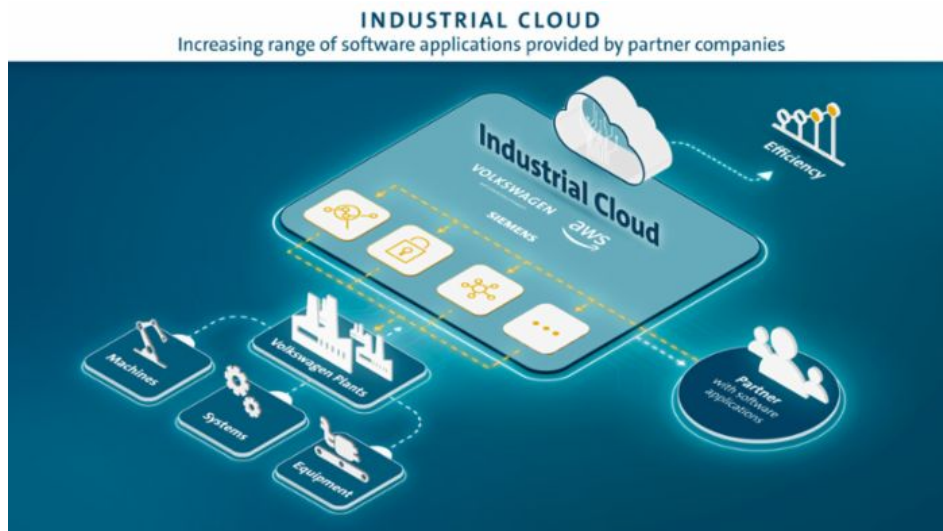 INDUSTRIAL CLOUD
Increasing range of software applications provided by partner companies
Industrial Cloud
VOLKSWAGEN
SIEMENS
aws
Efficiency
Machines
Volkswagen Plants
Systems
Equipment
Partner
with software
applications